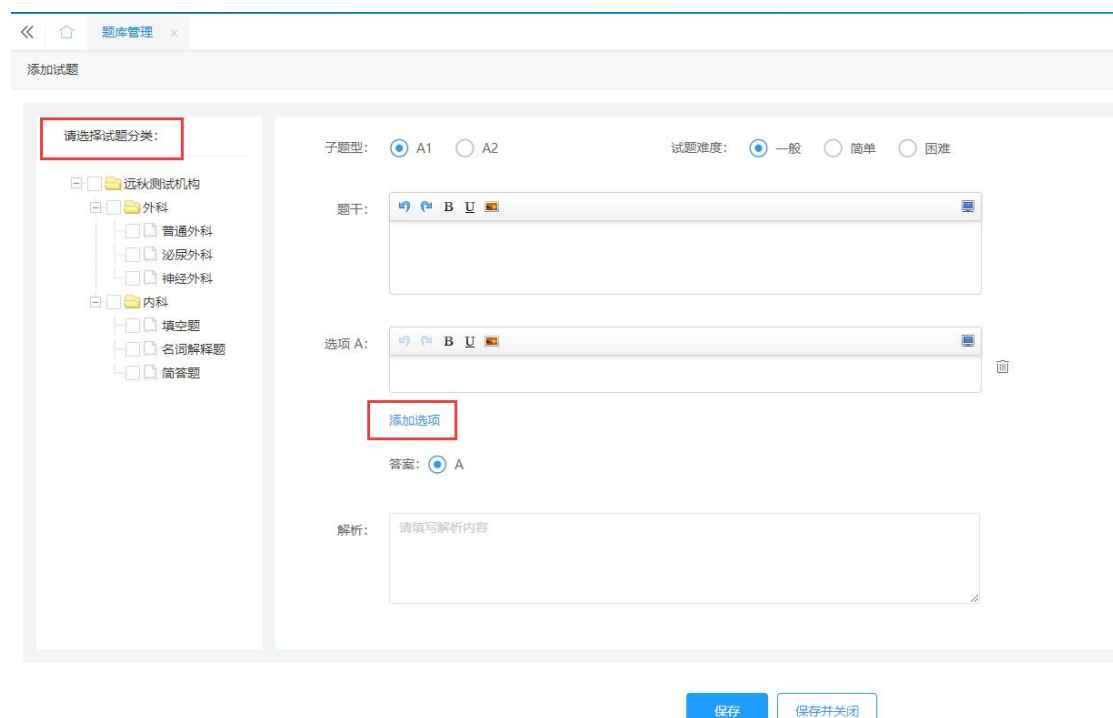 题库管理
添加试题
请选择试题分类：
远秋测试机构
外科
普通外科
泌尿外科
神经外科
内科
填空题
名词解释题
简答题
子题型： A1 A2 试题难度： 一般 简单 困难
题干： B U
选项 A： B U
添加选项
答案： A
解析： 请填写解析内容
保存 保存并关闭